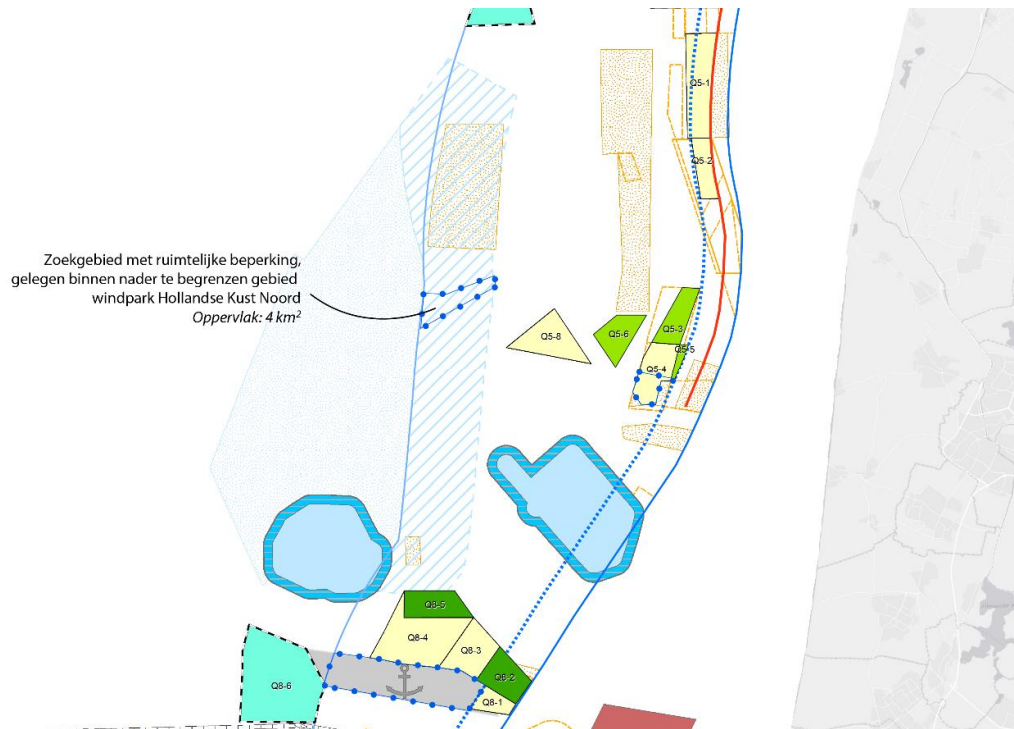 Q5-1
Q5-2
Zoekgebied met ruimtelijke beperking,
gelegen binnen nader te begrenzen gebied
windpark Hollandse Kust Noord
Oppervlak: 4 km²
Q5-8
Q5-6
Q5-3
Q5-5
Q5-4
Q8-5
Q8-4
Q8-3
Q8-2
Q8-6
Q8-1